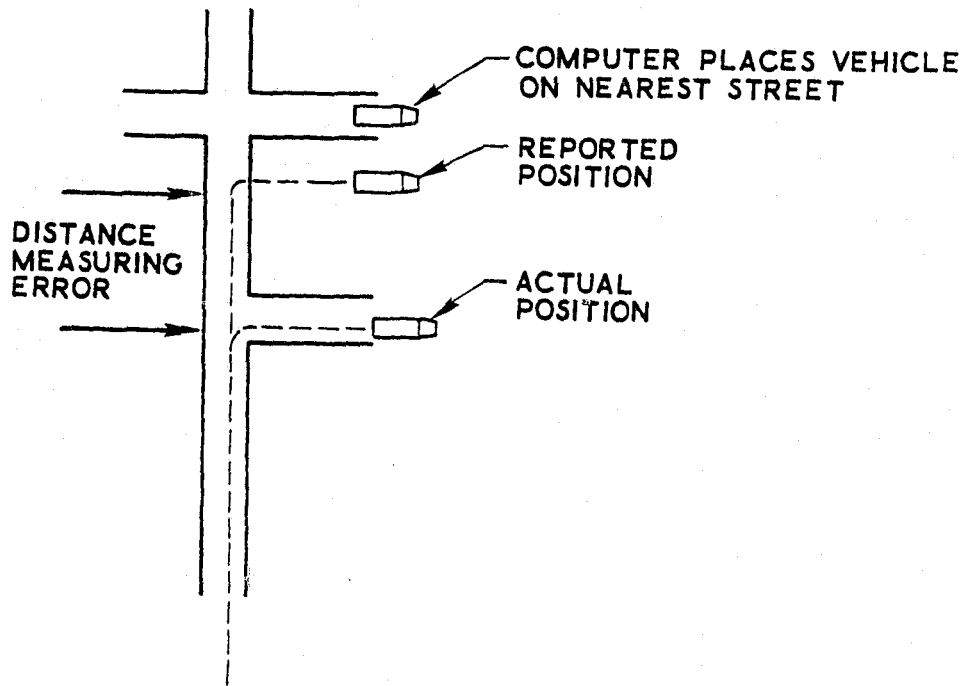 COMPUTER PLACES VEHICLE
ON NEAREST STREET
REPORTED
POSITION
DISTANCE
MEASURING
ERROR
ACTUAL
POSITION